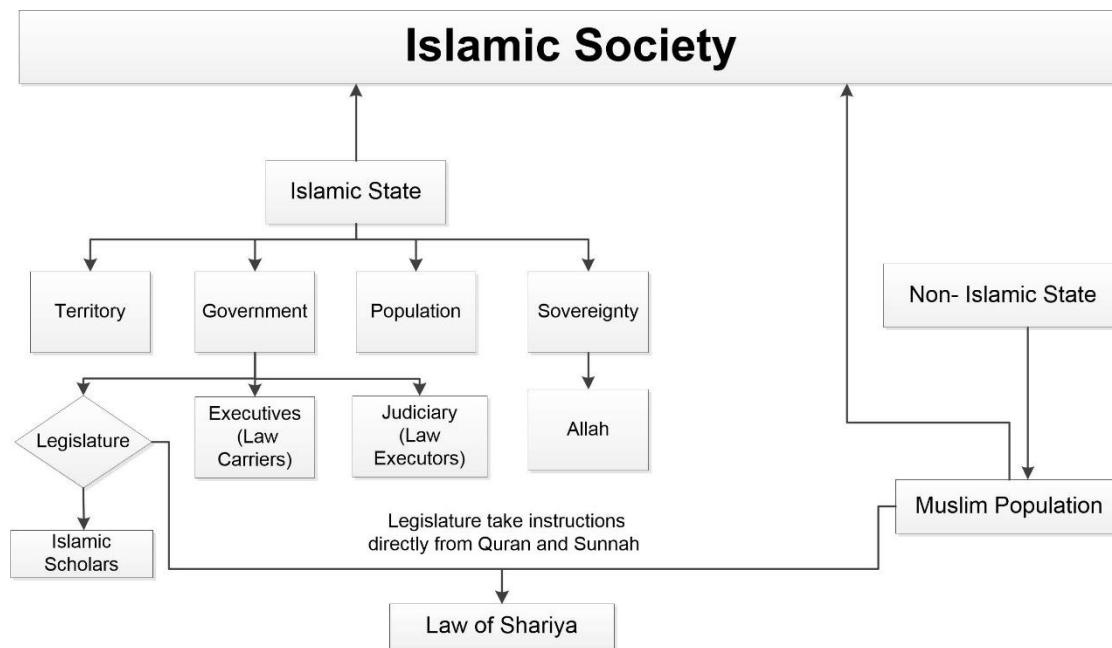 Islamic Society
Islamic State
Territory
Government
Population
Sovereignty
Non- Islamic State
Legislature
Executives
(Law
Carriers)
Judiciary
(Law
Executors)
Allah
Muslim Population
Islamic
Scholars
Legislature take instructions
directly from Quran and Sunnah
Law of Shariya